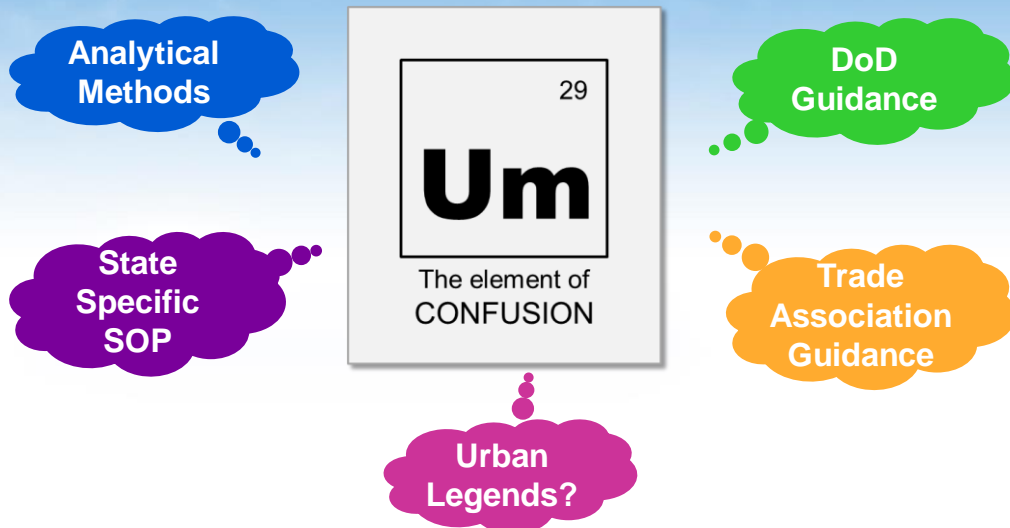 Analytical
Methods
29
Um
The element of
CONFUSION
DoD
Guidance
State
Specific
SOP
Trade
Association
Guidance
Urban
Legends?